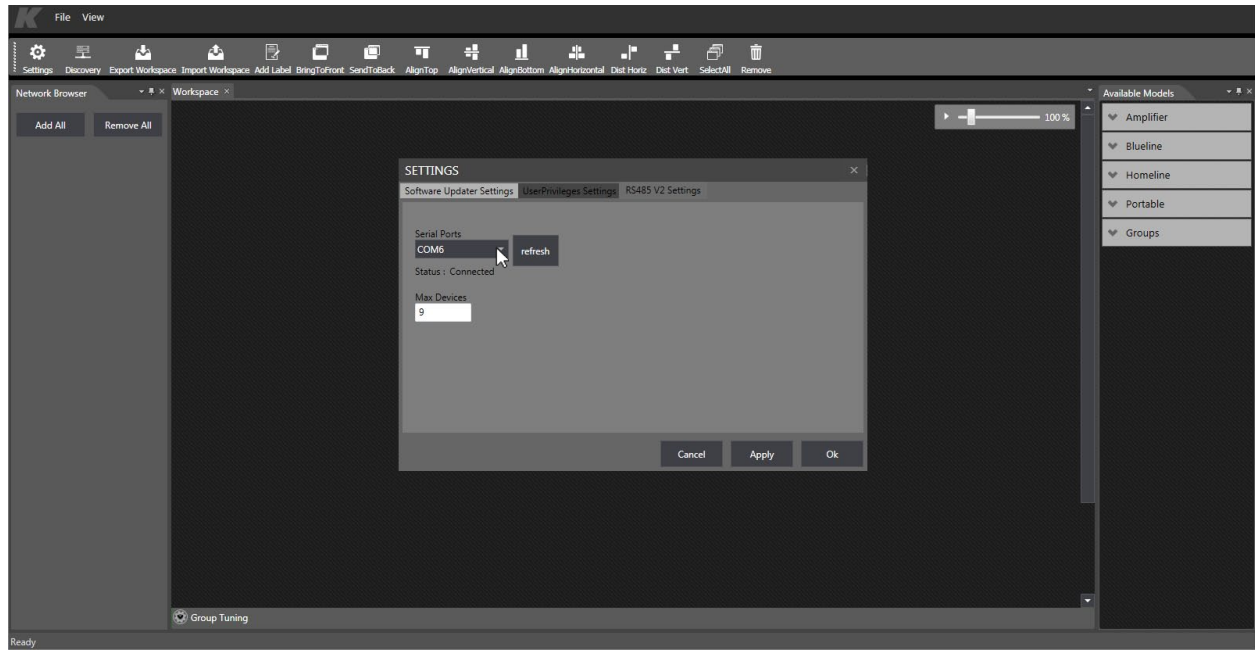 K
File View
Settings Discovery Export Workspace Import Workspace Add Label BringToFront SendToBack AlignTop AlignVertical AlignBottom AlignHorizontal Dist Horiz Dist Vert SelectAll Remove
Network Browser
Add All Remove All
Workspace
100 %
SETTINGS
Software Updater Settings UserPrivileges Settings RS485 V2 Settings
Serial Ports
COM6 refresh
Status : Connected
Max Devices
9
Cancel Apply Ok
Group Tuning
Available Models
Amplifier
Blueline
Homeline
Portable
Groups
Ready